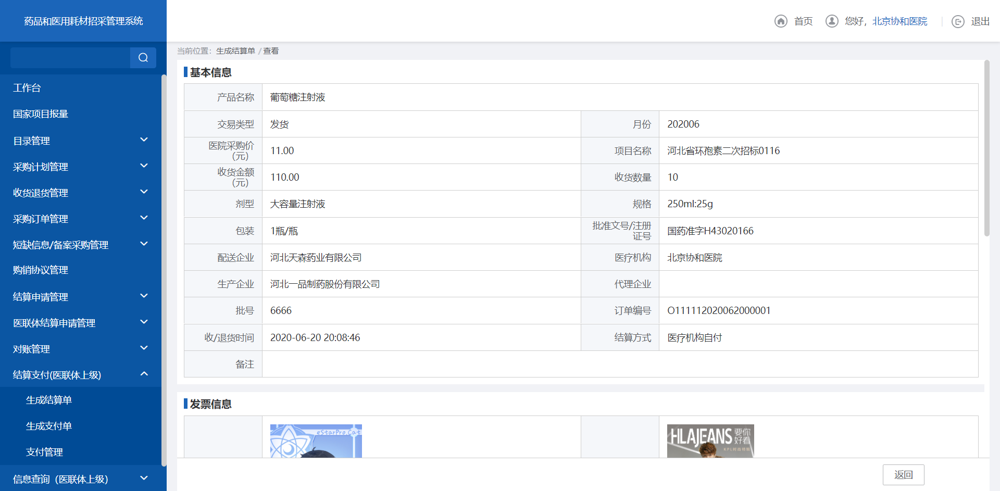 药品和医用耗材招采管理系统
首页
您好，北京协和医院
退出
当前位置：生成结算单 / 查看
工作台
国家项目报量
目录管理
采购计划管理
收货退货管理
采购订单管理
短缺信息/备案采购管理
购销协议管理
结算申请管理
医联体结算申请管理
对账管理
结算支付(医联体上级)
生成结算单
生成支付单
支付管理
信息查询（医联体上级）
基本信息
产品名称 葡萄糖注射液
交易类型 发货 月份 202006
医院采购价（元） 11.00 项目名称 河北省环孢素二次招标0116
收货金额（元） 110.00 收货数量 10
剂型 大容量注射液 规格 250ml:25g
包装 1瓶/瓶 批准文号/注册证号 国药准字H43020166
配送企业 河北天森药业有限公司 医疗机构 北京协和医院
生产企业 河北一品制药股份有限公司 代理企业
批号 6666 订单编号 O111112020062000001
收/退货时间 2020-06-20 20:08:46 结算方式 医疗机构自付
备注
发票信息
eStarPro.Cat
HLAJEANS 要你好看
KPL时尚特辑
返回